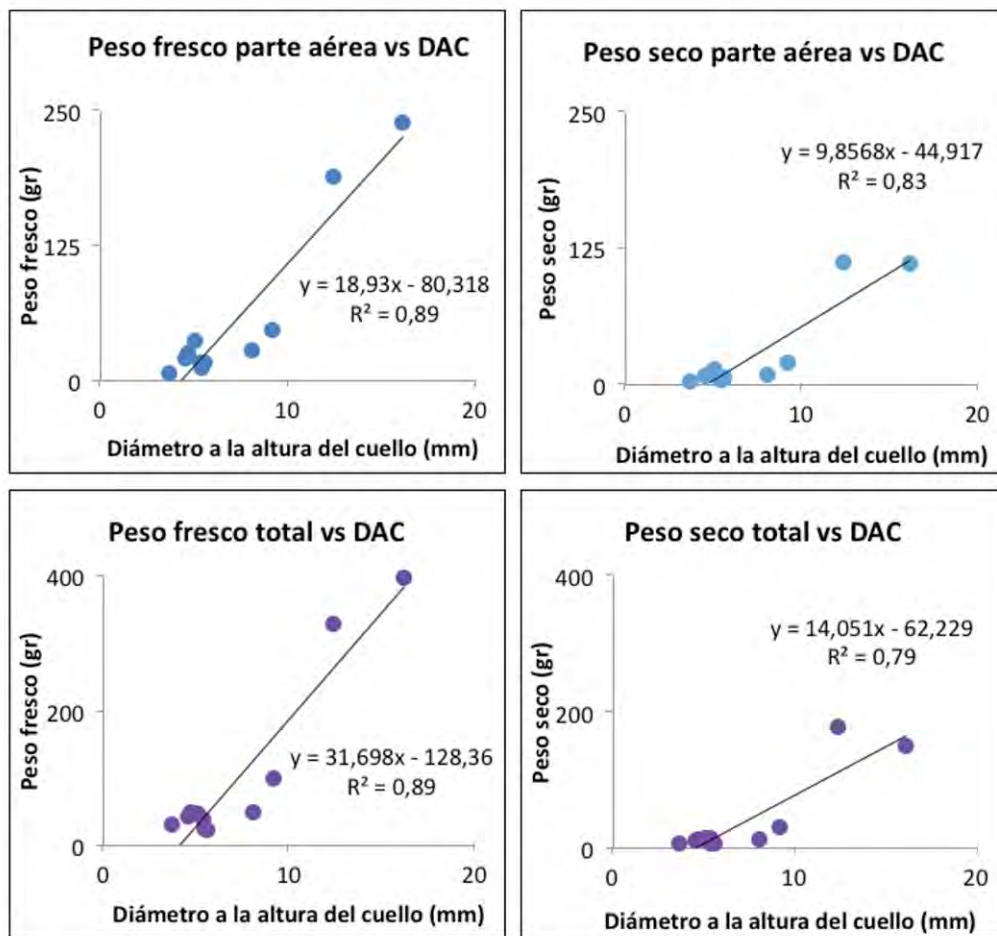 Peso fresco parte aérea vs DAC
250
125
0
Peso fresco (gr)
y = 18,93x - 80,318
R² = 0,89
0 10 20
Diámetro a la altura del cuello (mm)
Peso seco parte aérea vs DAC
250
125
0
Peso seco (gr)
y = 9,8568x - 44,917
R² = 0,83
0 10 20
Diámetro a la altura del cuello (mm)
Peso fresco total vs DAC
400
200
0
Peso fresco (gr)
y = 31,698x - 128,36
R² = 0,89
0 10 20
Diámetro a la altura del cuello (mm)
Peso seco total vs DAC
400
200
0
Peso seco (gr)
y = 14,051x - 62,229
R² = 0,79
0 10 20
Diámetro a la altura del cuello (mm)